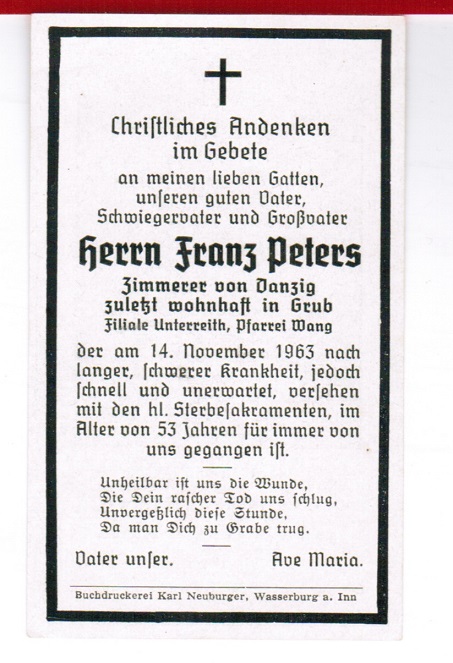 Christliches Andenken
im Gebete
an meinen lieben Gatten,
unseren guten Vater,
Schwiegervater und Großvater
Herrn Franz Peters
Zimmerer von Danzig
zuletzt wohnhaft in Grub
Filiale Unterreith, Pfarrei Wang
der am 14. November 1963 nach
langer, schwerer Krankheit, jedoch
schnell und unerwartet, versehen
mit den hl. Sterbesakramenten, im
Alter von 53 Jahren für immer von
uns gegangen ist.
Unheilbar ist uns die Wunde,
Die Dein rascher Tod uns schlug,
Unvergeßlich diese Stunde,
Da man Dich zu Grabe trug.
Vater unser. Ave Maria.
Buchdruckerei Karl Neuburger, Wasserburg a. Inn